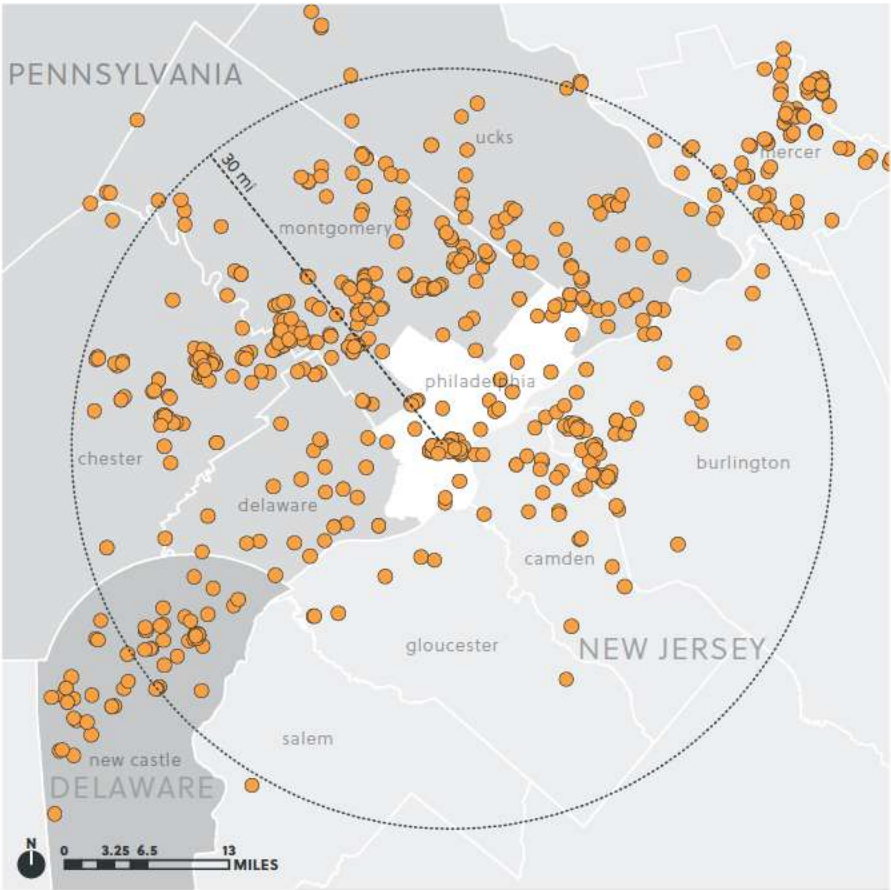 PENNSYLVANIA
ucks
mercer
30 mi
montgomery
philadelphia
chester
burlington
delaware
camden
gloucester
NEW JERSEY
salem
new castle
DELAWARE
N
0 3.25 6.5 13
MILES